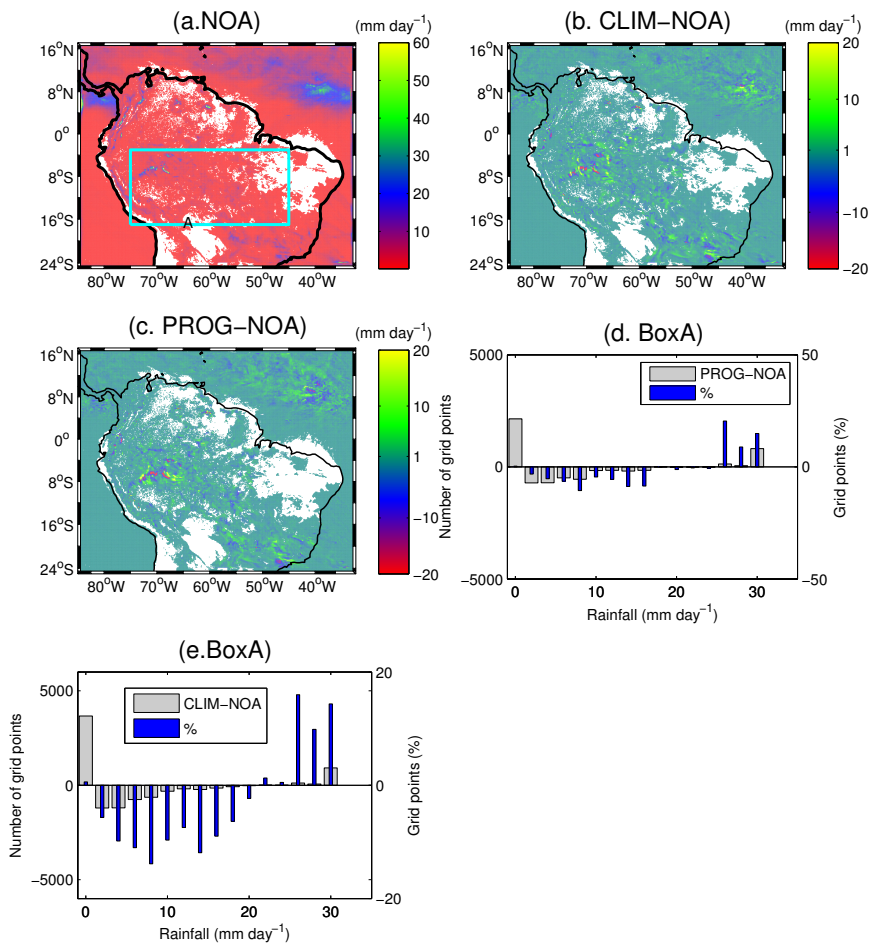 (a.NOA)
(mm day⁻¹)
16°N
8°N
0°
8°S
16°S
24°S
80°W 70°W 60°W 50°W 40°W
A
60
50
40
30
20
10
(b. CLIM−NOA)
(mm day⁻¹)
16°N
8°N
0°
8°S
16°S
24°S
80°W 70°W 60°W 50°W 40°W
20
10
1
−10
−20
(c. PROG−NOA)
(mm day⁻¹)
16°N
8°N
0°
8°S
16°S
24°S
80°W 70°W 60°W 50°W 40°W
20
10
1
−10
−20
(d. BoxA)
PROG−NOA
%
5000
0
−5000
Number of grid points
50
0
−50
Grid points (%)
0 10 20 30
Rainfall (mm day⁻¹)
(e.BoxA)
CLIM−NOA
%
5000
0
−5000
Number of grid points
20
0
−20
Grid points (%)
0 10 20 30
Rainfall (mm day⁻¹)